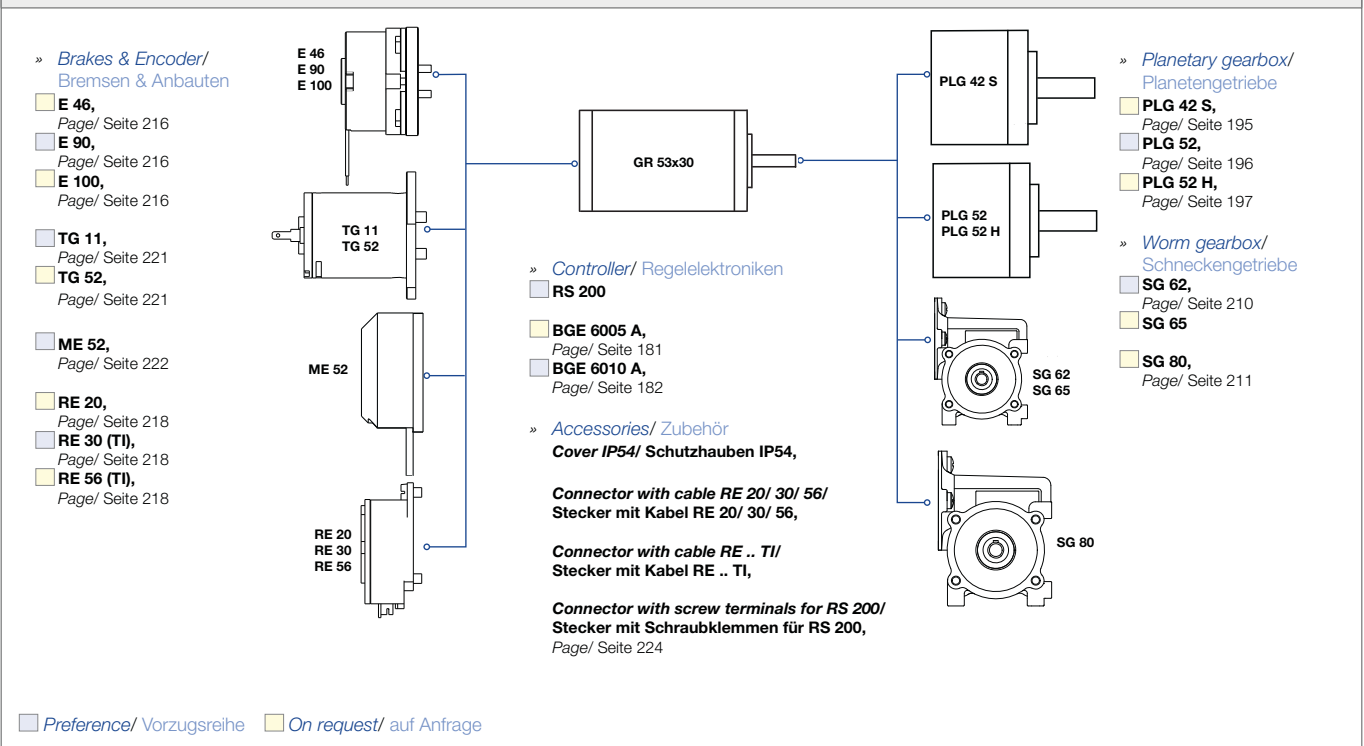 » Brakes & Encoder/
Bremsen & Anbauten
E 46,
Page/ Seite 216
E 90,
Page/ Seite 216
E 100,
Page/ Seite 216
TG 11,
Page/ Seite 221
TG 52,
Page/ Seite 221
ME 52,
Page/ Seite 222
RE 20,
Page/ Seite 218
RE 30 (TI),
Page/ Seite 218
RE 56 (TI),
Page/ Seite 218
E 46
E 90
E 100
TG 11
TG 52
ME 52
RE 20
RE 30
RE 56
GR 53x30
» Controller/ Regelelektroniken
RS 200
BGE 6005 A,
Page/ Seite 181
BGE 6010 A,
Page/ Seite 182
» Accessories/ Zubehör
Cover IP54/ Schutzhauben IP54,
Connector with cable RE 20/ 30/ 56/
Stecker mit Kabel RE 20/ 30/ 56,
Connector with cable RE .. TI/
Stecker mit Kabel RE .. TI,
Connector with screw terminals for RS 200/
Stecker mit Schraubklemmen für RS 200,
Page/ Seite 224
PLG 42 S
PLG 52
PLG 52 H
SG 62
SG 65
SG 80
» Planetary gearbox/
Planetengetriebe
PLG 42 S,
Page/ Seite 195
PLG 52,
Page/ Seite 196
PLG 52 H,
Page/ Seite 197
» Worm gearbox/
Schneckengetriebe
SG 62,
Page/ Seite 210
SG 65
SG 80,
Page/ Seite 211
Preference/ Vorzugsreihe On request/ auf Anfrage